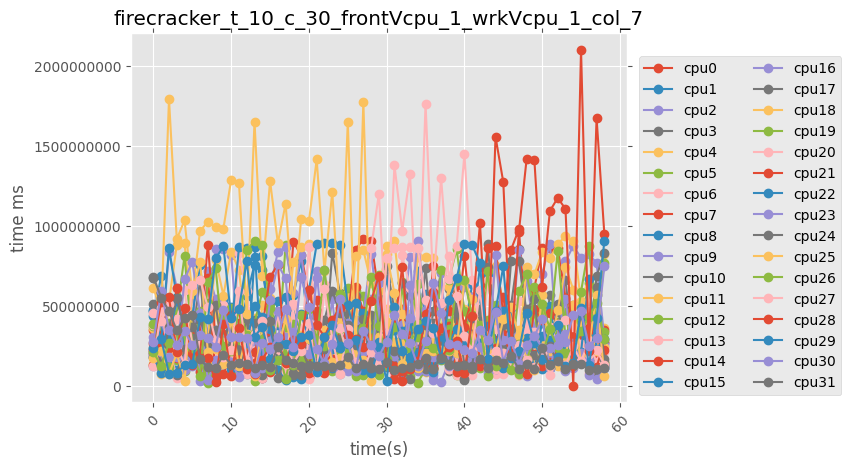 firecracker_t_10_c_30_frontVcpu_1_wrkVcpu_1_col_7
2000000000
1500000000
1000000000
500000000
0
time ms
0
10
20
30
40
50
60
time(s)
cpu0
cpu1
cpu2
cpu3
cpu4
cpu5
cpu6
cpu7
cpu8
cpu9
cpu10
cpu11
cpu12
cpu13
cpu14
cpu15
cpu16
cpu17
cpu18
cpu19
cpu20
cpu21
cpu22
cpu23
cpu24
cpu25
cpu26
cpu27
cpu28
cpu29
cpu30
cpu31